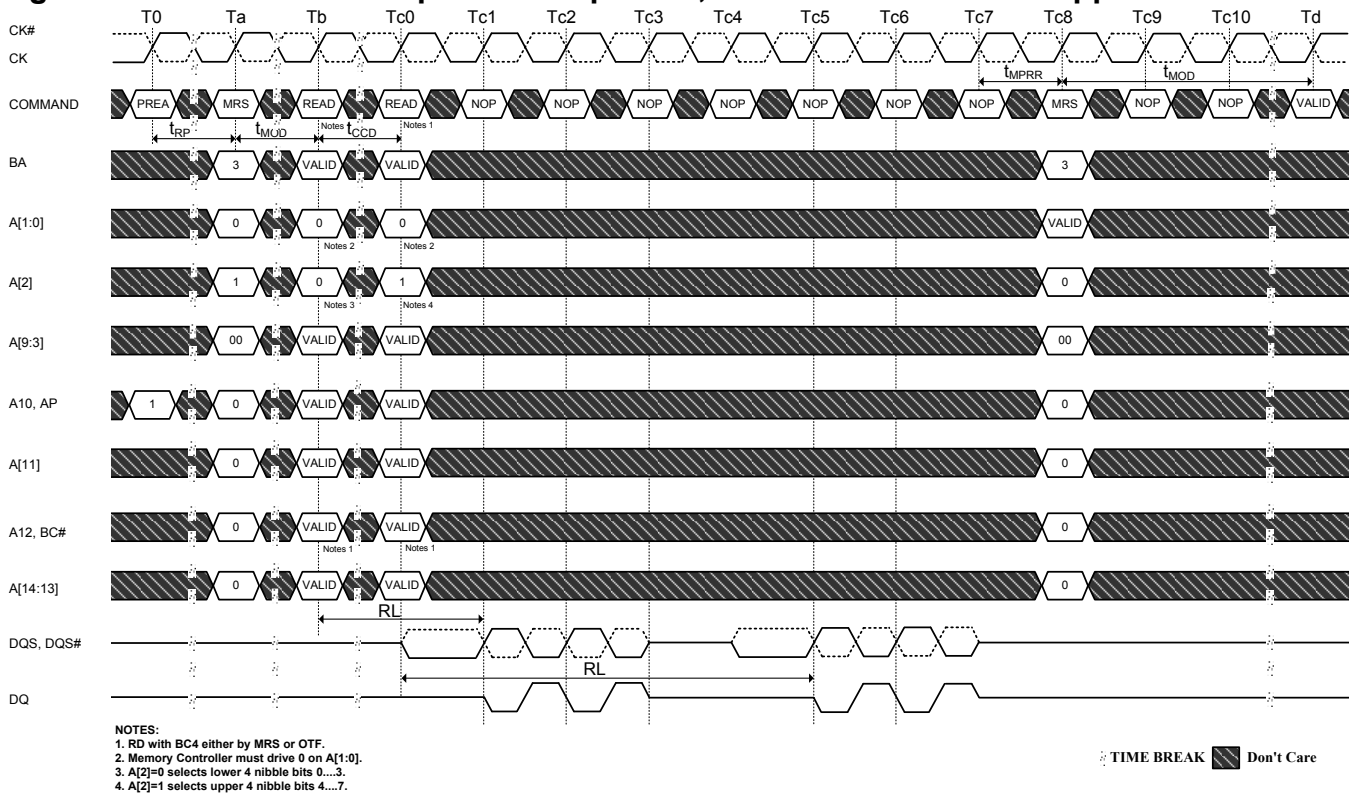 T0 Ta Tb Tc0 Tc1 Tc2 Tc3 Tc4 Tc5 Tc6 Tc7 Tc8 Tc9 Tc10 Td
CK#
CK
tMPRR tMOD
COMMAND PREA MRS READ READ NOP NOP NOP NOP NOP NOP NOP MRS NOP NOP VALID
Notes 1
tRP tMOD tCCD
BA 3 VALID VALID 3
A[1:0] 0 0 0 VALID
Notes 2 Notes 2
A[2] 1 0 1 0
Notes 3 Notes 4
A[9:3] 00 VALID VALID 00
A10, AP 1 0 VALID VALID 0
A[11] 0 VALID VALID 0
A12, BC# 0 VALID VALID 0
Notes 1 Notes 1
A[14:13] 0 VALID VALID 0
RL
DQS, DQS#
RL
DQ
NOTES:
1. RD with BC4 either by MRS or OTF.
2. Memory Controller must drive 0 on A[1:0].
3. A[2]=0 selects lower 4 nibble bits 0....3.
4. A[2]=1 selects upper 4 nibble bits 4....7.
TIME BREAK Don't Care